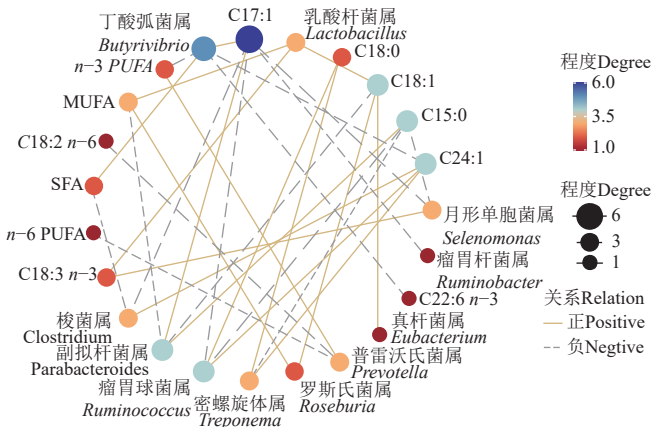 丁酸弧菌属
Butyrivibrio
C17:1
乳酸杆菌属
Lactobacillus
C18:0
n−3 PUFA
C18:1
MUFA
C15:0
C18:2 n−6
C24:1
SFA
月形单胞菌属
Selenomonas
n−6 PUFA
瘤胃杆菌属
Ruminobacter
C18:3 n−3
C22:6 n−3
梭菌属
Clostridium
真杆菌属
Eubacterium
副拟杆菌属
Parabacteroides
普雷沃氏菌属
Prevotella
瘤胃球菌属
Ruminococcus
密螺旋体属
Treponema
罗斯氏菌属
Roseburia
程度Degree
6.0
3.5
1.0
程度Degree
6
3
1
关系Relation
正Positive
负Negtive